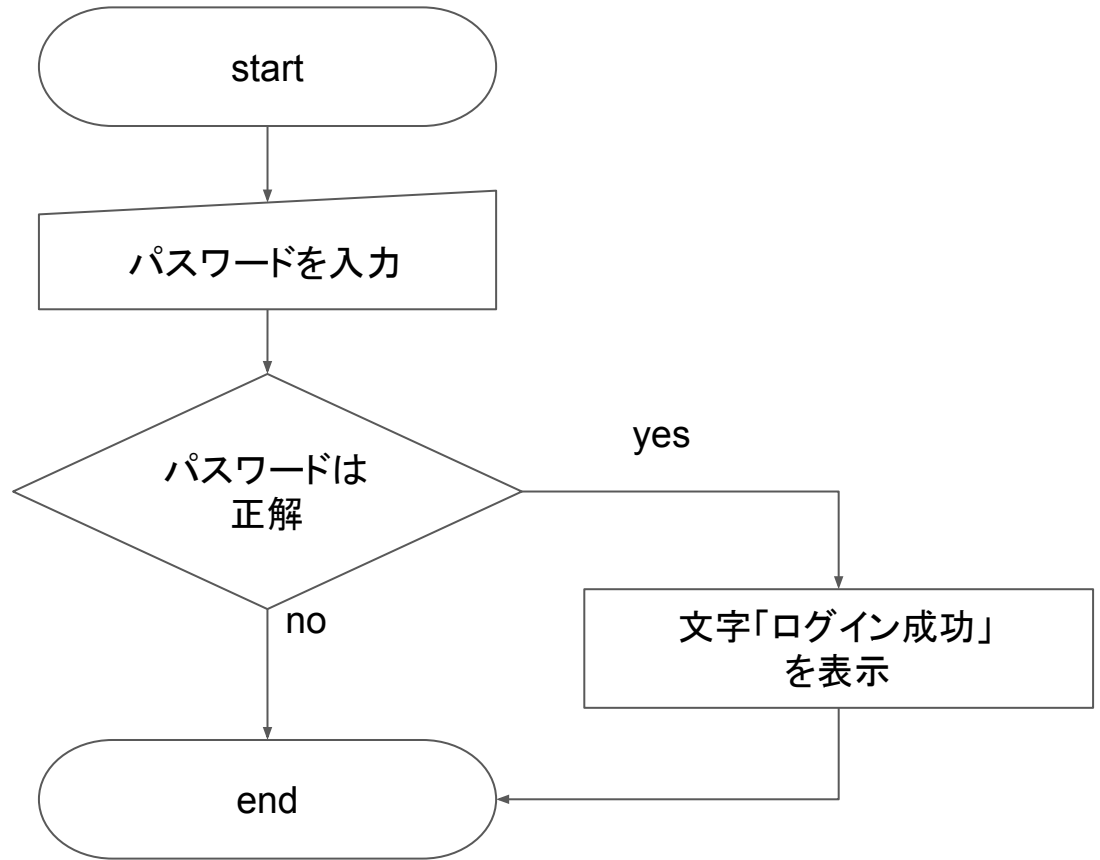 start
パスワードを入力
パスワードは
正解
yes
no
文字「ログイン成功」
を表示
end